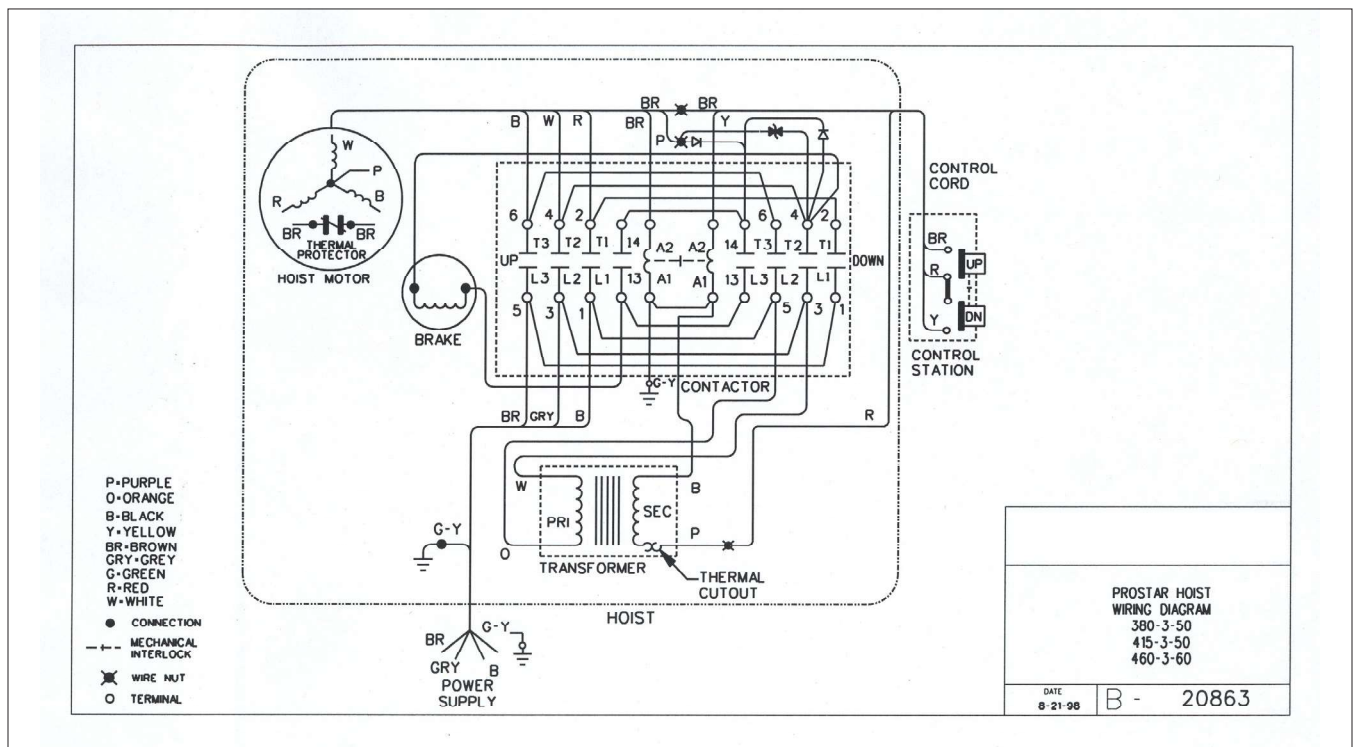 BR BR
B W R BR P Y
W
P
R B
BR BR
THERMAL
PROTECTOR
HOIST MOTOR
BRAKE
6 4 2 6 4 2
T3 T2 T1 14 A2 A2 14 T3 T2 T1
UP DOWN
L3 L2 L1 13 A1 A1 13 L3 L2 L1
5 3 1 5 3 1
G-Y CONTACTOR
CONTROL
CORD
BR
UP
R
Y DN
CONTROL
STATION
BR GRY B
R
W B
PRI SEC
O P
TRANSFORMER
THERMAL
CUTOUT
G-Y
HOIST
BR G-Y
GRY B
POWER
SUPPLY
P=PURPLE
O=ORANGE
B=BLACK
Y=YELLOW
BR=BROWN
GRY=GREY
G=GREEN
R=RED
W=WHITE
CONNECTION
MECHANICAL
INTERLOCK
WIRE NUT
TERMINAL
PROSTAR HOIST
WIRING DIAGRAM
380-3-50
415-3-50
460-3-60
DATE
8-21-98
B - 20863